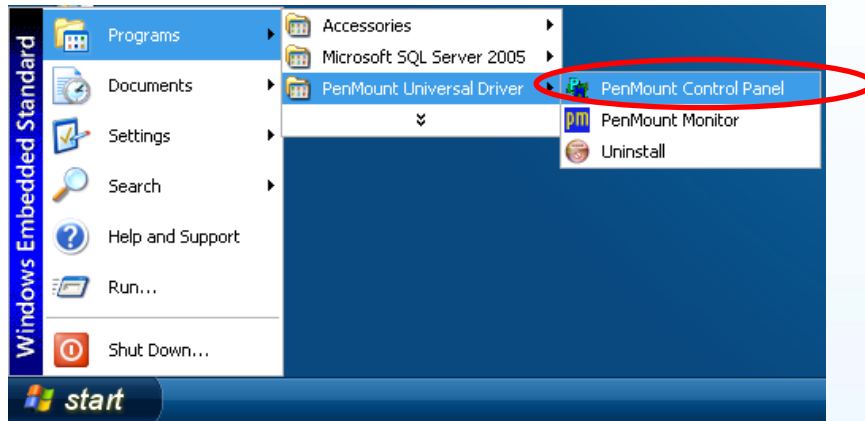 Windows Embedded Standard
Programs
Documents
Settings
Search
Help and Support
Run...
Shut Down...
Accessories
Microsoft SQL Server 2005
PenMount Universal Driver
PenMount Control Panel
pm PenMount Monitor
Uninstall
start